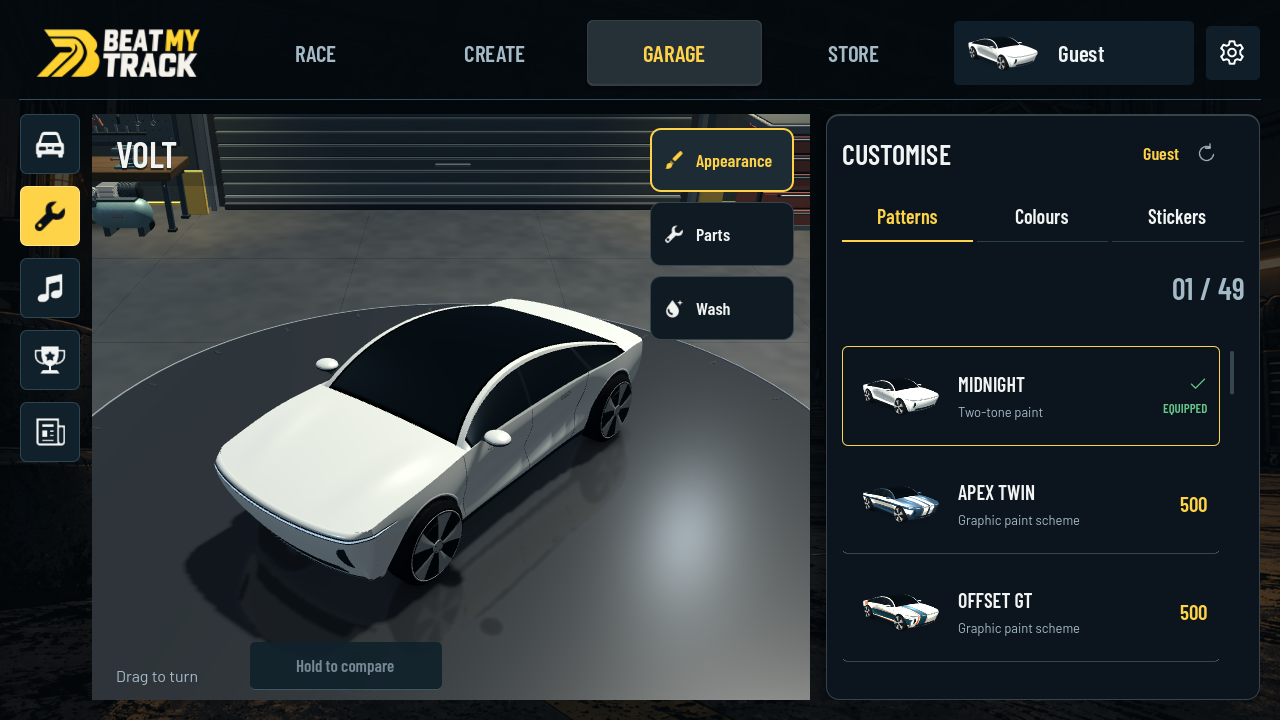 BEAT MY
TRACK
RACE
CREATE
GARAGE
STORE
Guest
VOLT
Appearance
Parts
Wash
Drag to turn
Hold to compare
CUSTOMISE
Guest
Patterns
Colours
Stickers
01 / 49
MIDNIGHT
Two-tone paint
EQUIPPED
APEX TWIN
Graphic paint scheme
500
OFFSET GT
Graphic paint scheme
500